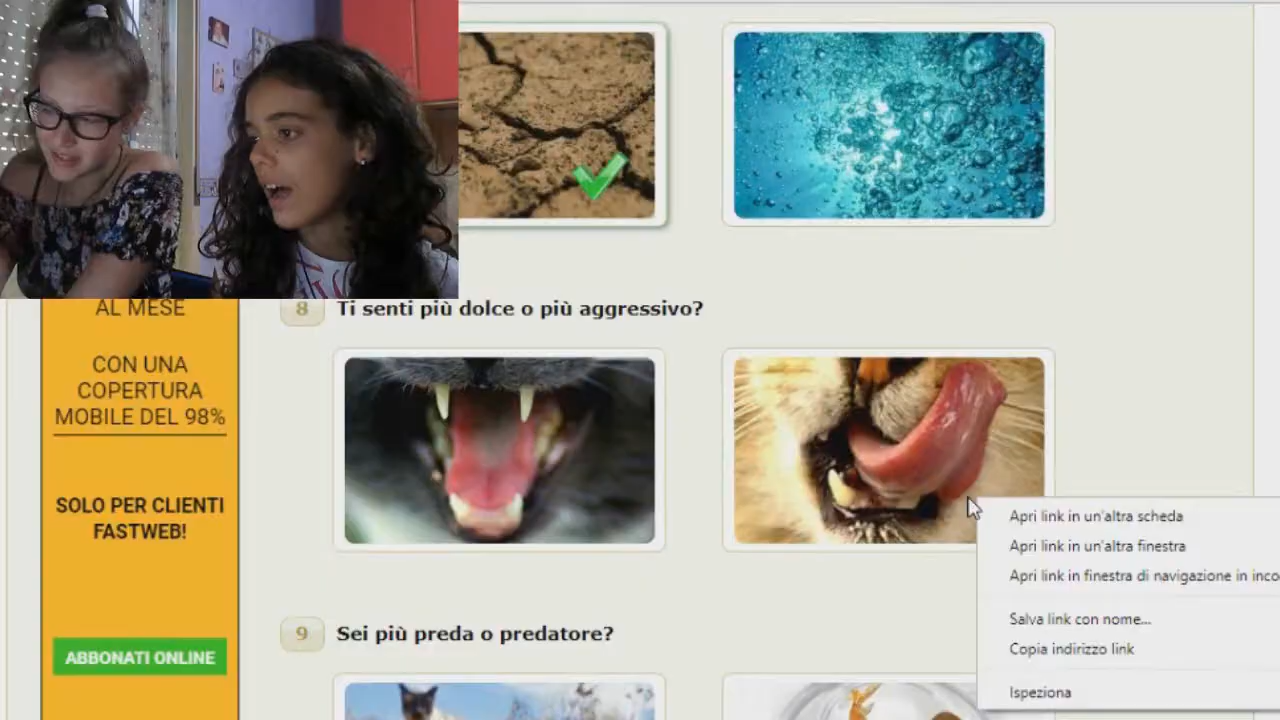 AL MESE
CON UNA
COPERTURA
MOBILE DEL 98%
SOLO PER CLIENTI
FASTWEB!
ABBONATI ONLINE
8 Ti senti più dolce o più aggressivo?
9 Sei più preda o predatore?
Apri link in un'altra scheda
Apri link in un'altra finestra
Apri link in finestra di navigazione in inco
Salva link con nome...
Copia indirizzo link
Ispeziona